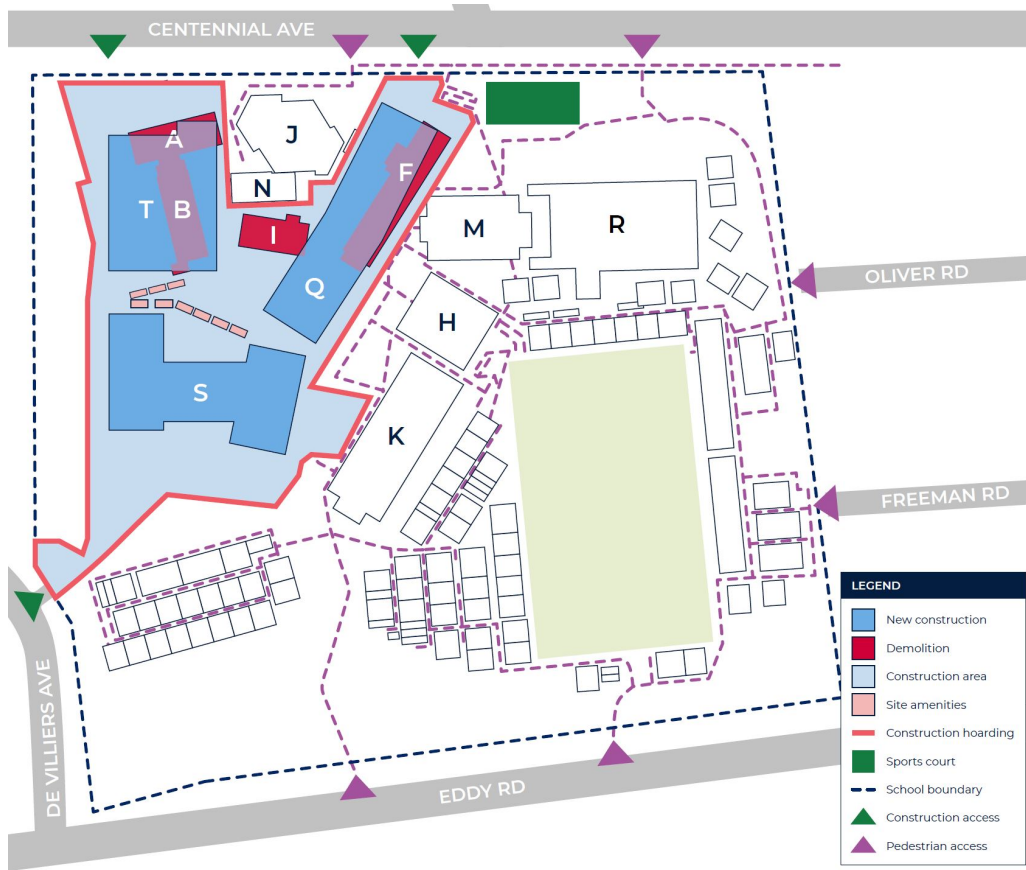 CENTENNIAL AVE
A
J
F
N
T
B
I
M
R
OLIVER RD
Q
H
S
K
FREEMAN RD
DE VILLIERS AVE
EDDY RD
LEGEND
New construction
Demolition
Construction area
Site amenities
Construction hoarding
Sports court
School boundary
Construction access
Pedestrian access